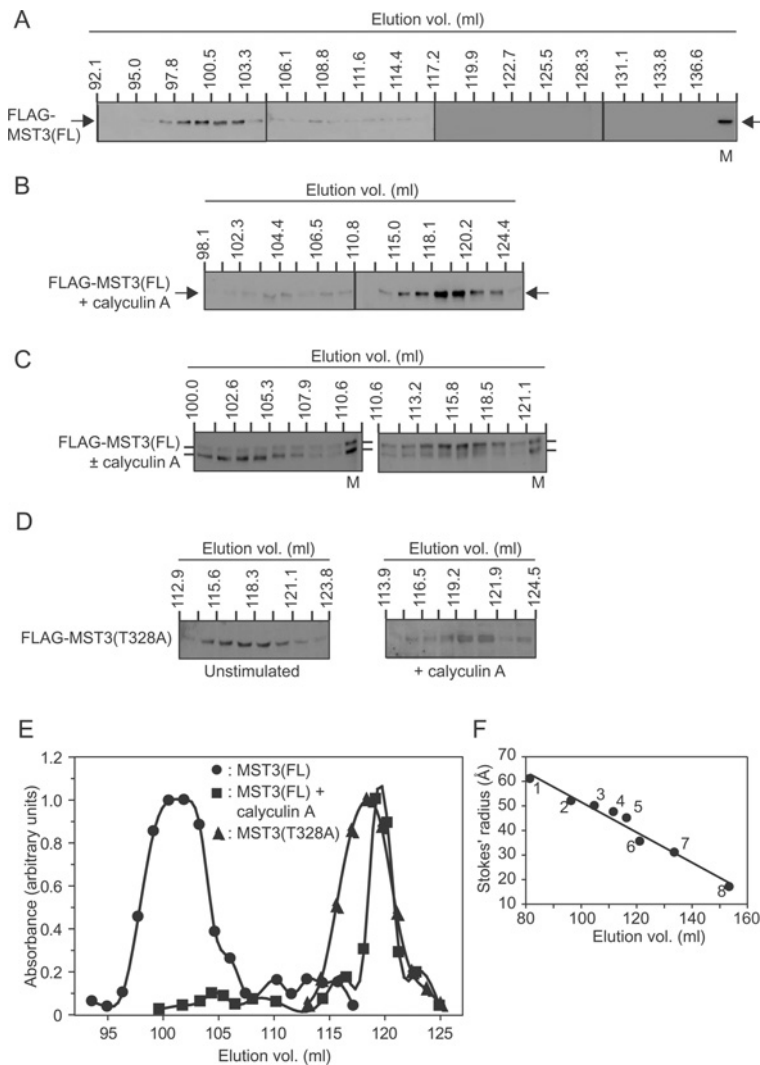 A
Elution vol. (ml)
92.1 95.0 97.8 100.5 103.3 106.1 108.8 111.6 114.4 117.2 119.9 122.7 125.5 128.3 131.1 133.8 136.6
FLAG-
MST3(FL)
M
B
Elution vol. (ml)
98.1 102.3 104.4 106.5 110.8 115.0 118.1 120.2 124.4
FLAG-MST3(FL)
+ calyculin A
C
Elution vol. (ml)
100.0 102.6 105.3 107.9 110.6 110.6 113.2 115.8 118.5 121.1
FLAG-MST3(FL)
± calyculin A
M M
D
Elution vol. (ml) Elution vol. (ml)
112.9 115.6 118.3 121.1 123.8 113.9 116.5 119.2 121.9 124.5
FLAG-MST3(T328A)
Unstimulated + calyculin A
E
Absorbance (arbitrary units)
1.2
1.0
0.8
0.6
0.4
0.2
0
: MST3(FL)
: MST3(FL) +
calyculin A
: MST3(T328A)
95 100 105 110 115 120 125
Elution vol. (ml)
F
Stokes' radius (Å)
70
60
50
40
30
20
10
1 2 3 4 5 6 7 8
80 100 120 140 160
Elution vol. (ml)